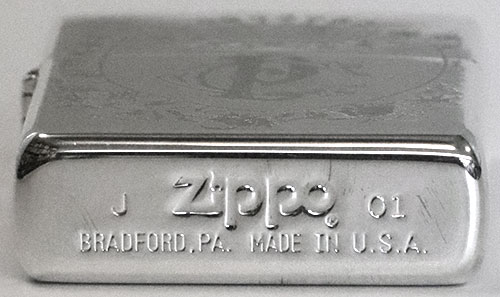 P
J Zippo® 01
BRADFORD, PA. MADE IN U.S.A.